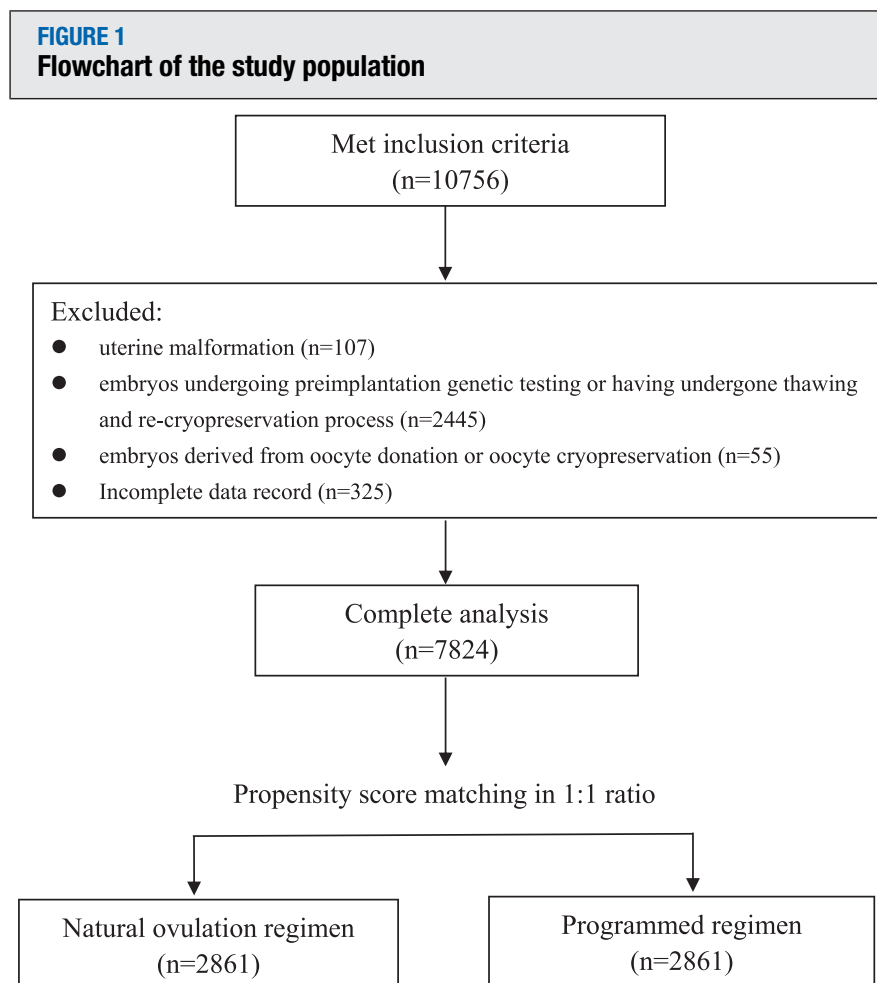 FIGURE 1
Flowchart of the study population
Met inclusion criteria
(n=10756)
Excluded:
● uterine malformation (n=107)
● embryos undergoing preimplantation genetic testing or having undergone thawing
and re-cryopreservation process (n=2445)
● embryos derived from oocyte donation or oocyte cryopreservation (n=55)
● Incomplete data record (n=325)
Complete analysis
(n=7824)
Propensity score matching in 1:1 ratio
Natural ovulation regimen
(n=2861)
Programmed regimen
(n=2861)